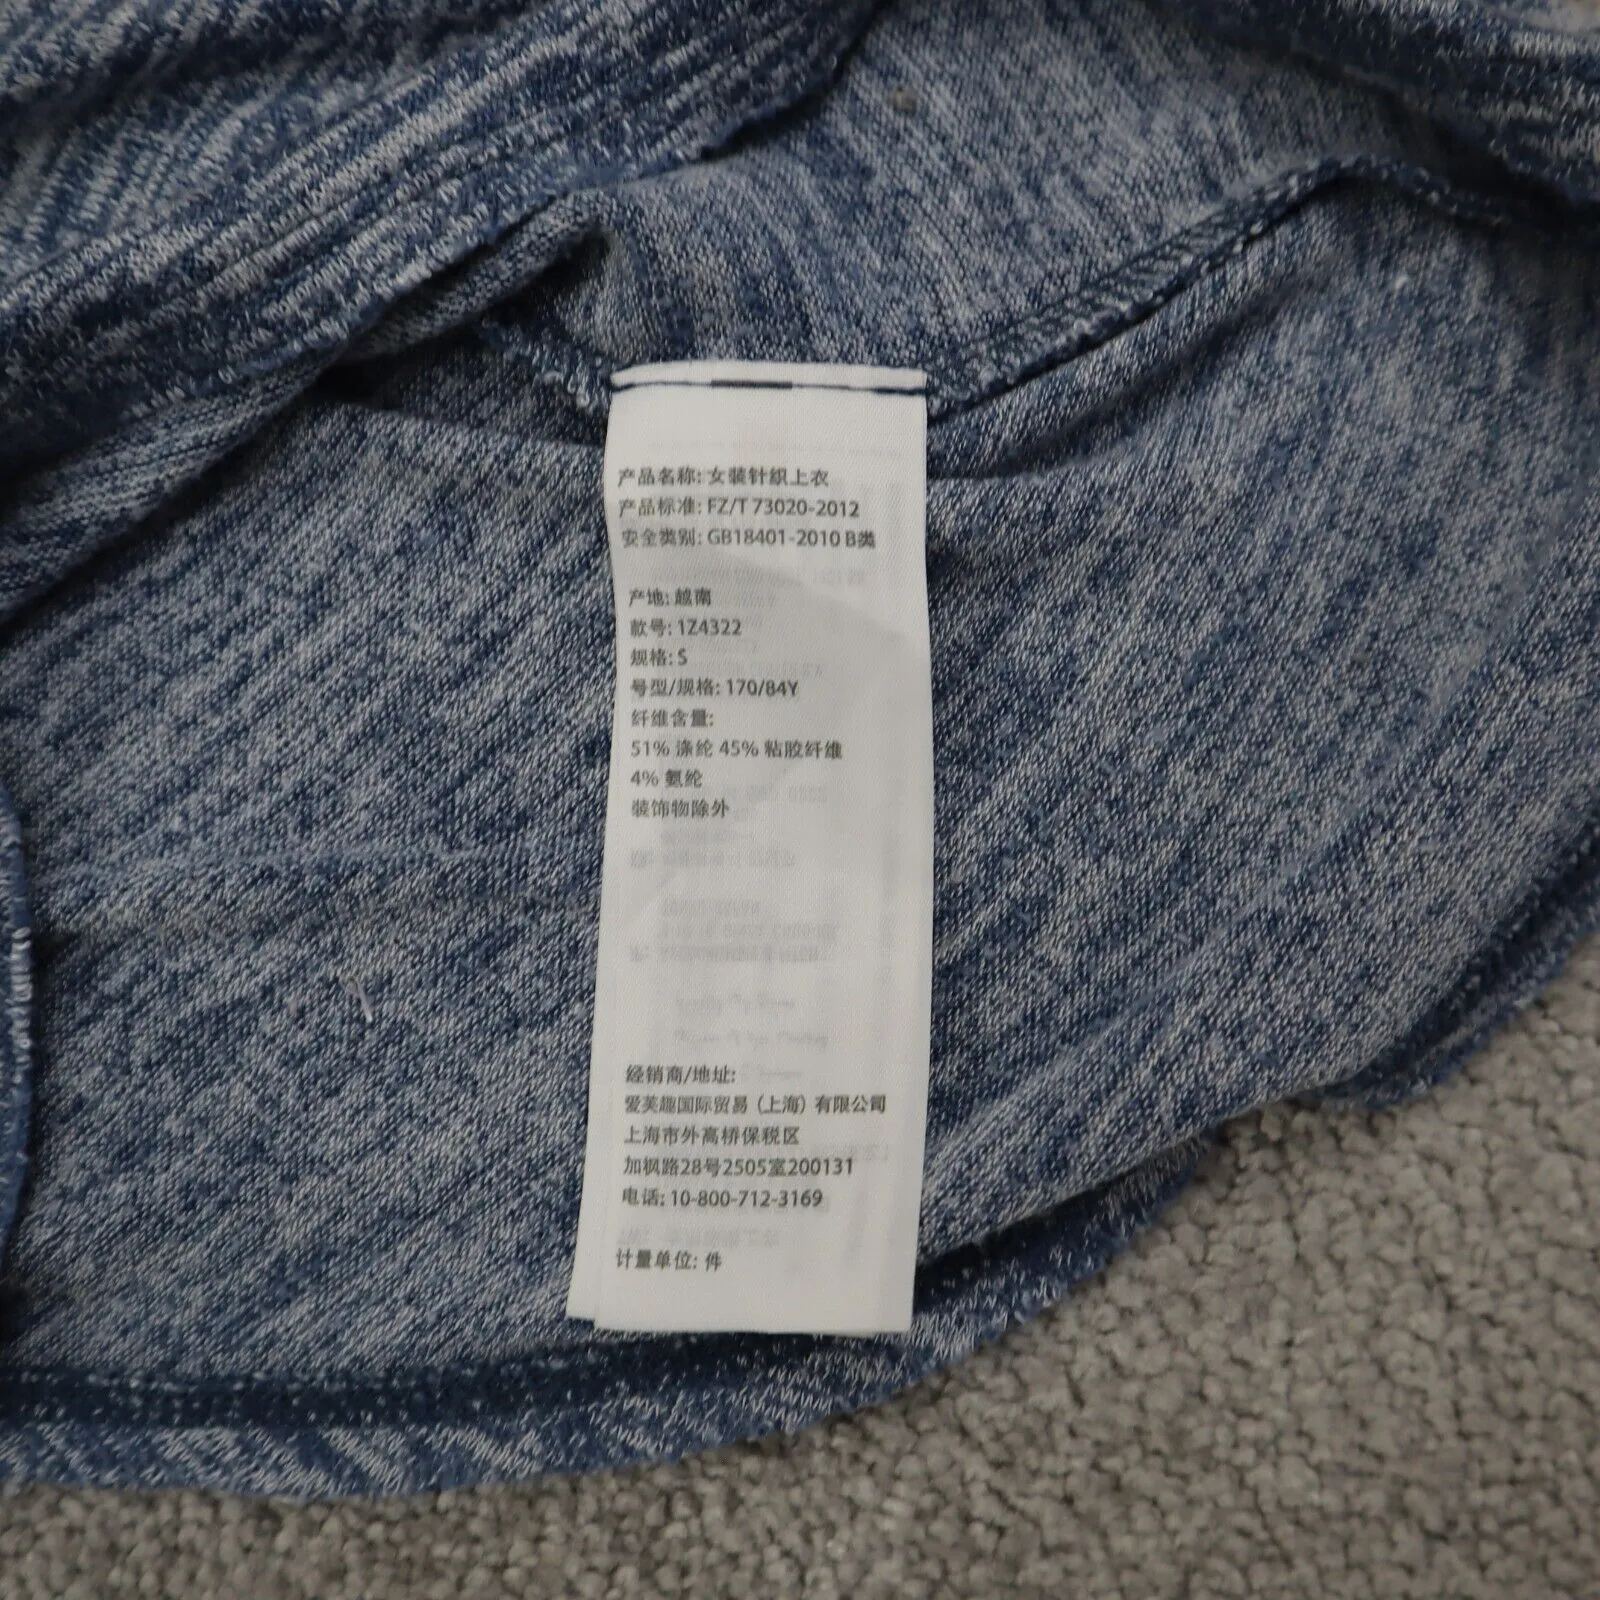 产品名称: 女装针织上衣
产品标准: FZ/T 73020-2012
安全类别: GB18401-2010 B类
产地: 越南
款号: 1Z4322
规格: S
号型/规格: 170/84Y
纤维含量:
51% 涤纶 45% 粘胶纤维
4% 氨纶
装饰物除外
经销商/地址:
爱芙趣国际贸易 (上海) 有限公司
上海市外高桥保税区
加枫路28号2505室200131
电话: 10-800-712-3169
计量单位: 件